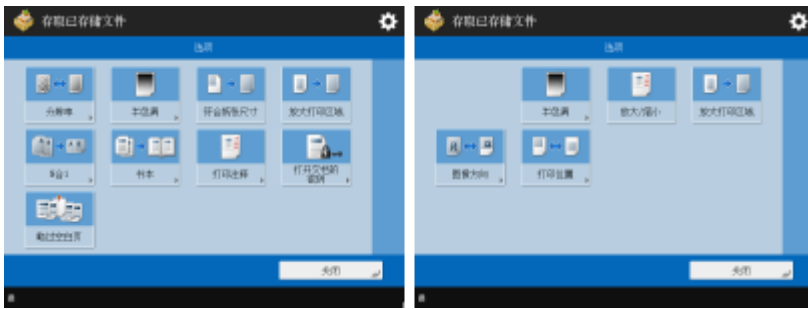 存取已存储文件
选项
分辨率
半色调
符合纸张尺寸
放大打印区域
N合1
书本
打印注释
打开文档的
密码
跳过空白页
关闭
存取已存储文件
选项
半色调
放大/缩小
放大打印区域
图像方向
打印位置
关闭